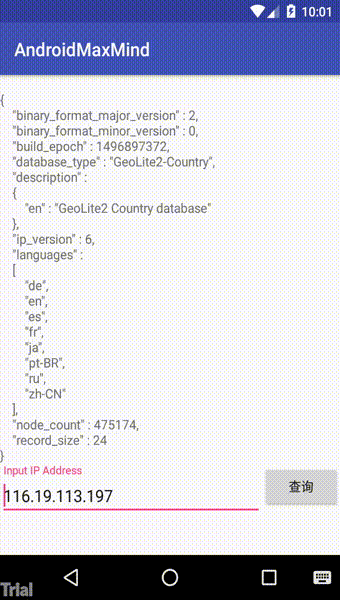 10:01
AndroidMaxMind
{
"binary_format_major_version" : 2,
"binary_format_minor_version" : 0,
"build_epoch" : 1496897372,
"database_type" : "GeoLite2-Country",
"description" :
{
"en" : "GeoLite2 Country database"
},
"ip_version" : 6,
"languages" :
[
"de",
"en",
"es",
"fr",
"ja",
"pt-BR",
"ru",
"zh-CN"
],
"node_count" : 475174,
"record_size" : 24
}
Input IP Address
116.19.113.197
查询
Trial